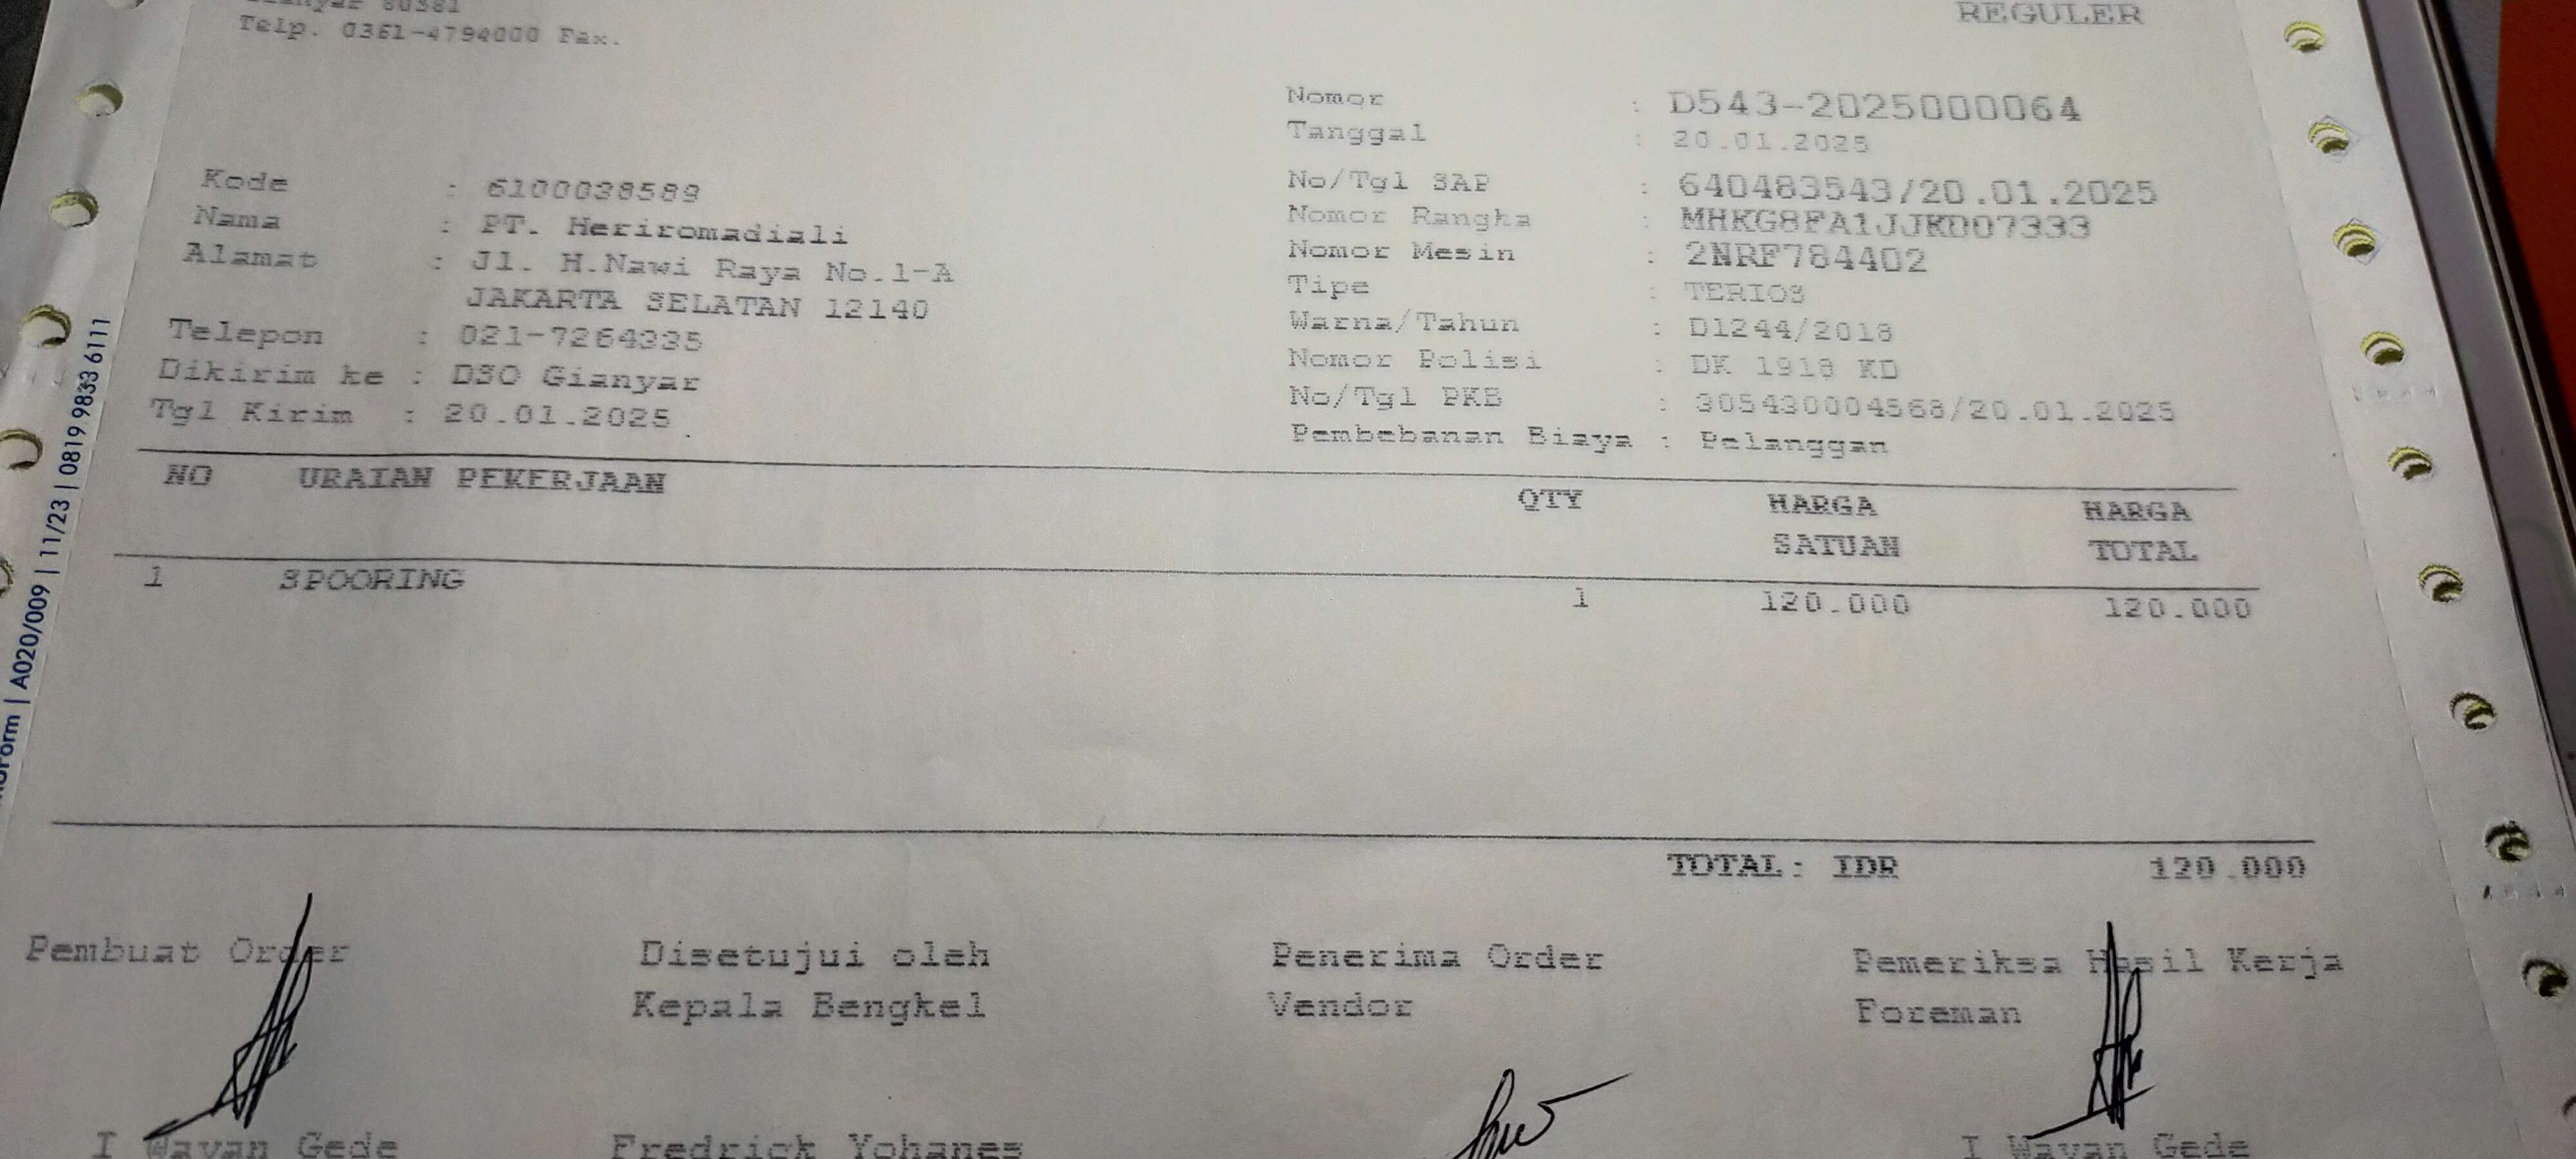 Telp. 0361-4794000 Fax.
REGULER
Nomor : D543-2025000064
Tanggal : 20.01.2025
Kode : 6100038589
Nama : PT. Heriromadiali
Alamat : Jl. H.Nawi Raya No.1-A
JAKARTA SELATAN 12140
Telepon : 021-7264335
Dikirim ke : DSO Gianyar
Tgl Kirim : 20.01.2025
No/Tgl SAP : 640483543/20.01.2025
Nomor Rangka : MHKG8FA1JJKD07333
Nomor Mesin : 2NRF784402
Tipe : TERIOS
Warna/Tahun : D1244/2018
Nomor Polisi : DK 1918 KD
No/Tgl PKB : 305430004568/20.01.2025
Pembebanan Biaya : Pelanggan
NO URAIAN PEKERJAAN QTY HARGA SATUAN HARGA TOTAL
1 SPOORING 1 120.000 120.000
TOTAL: IDR 120.000
Pembuat Order
Disetujui oleh
Kepala Bengkel
Penerima Order
Vendor
Pemeriksa Hasil Kerja
Foreman
I Wayan Gede
Fredrick Yohanes
I Wayan Gede
| A020/009 | 11/23 | 0819 9833 6111